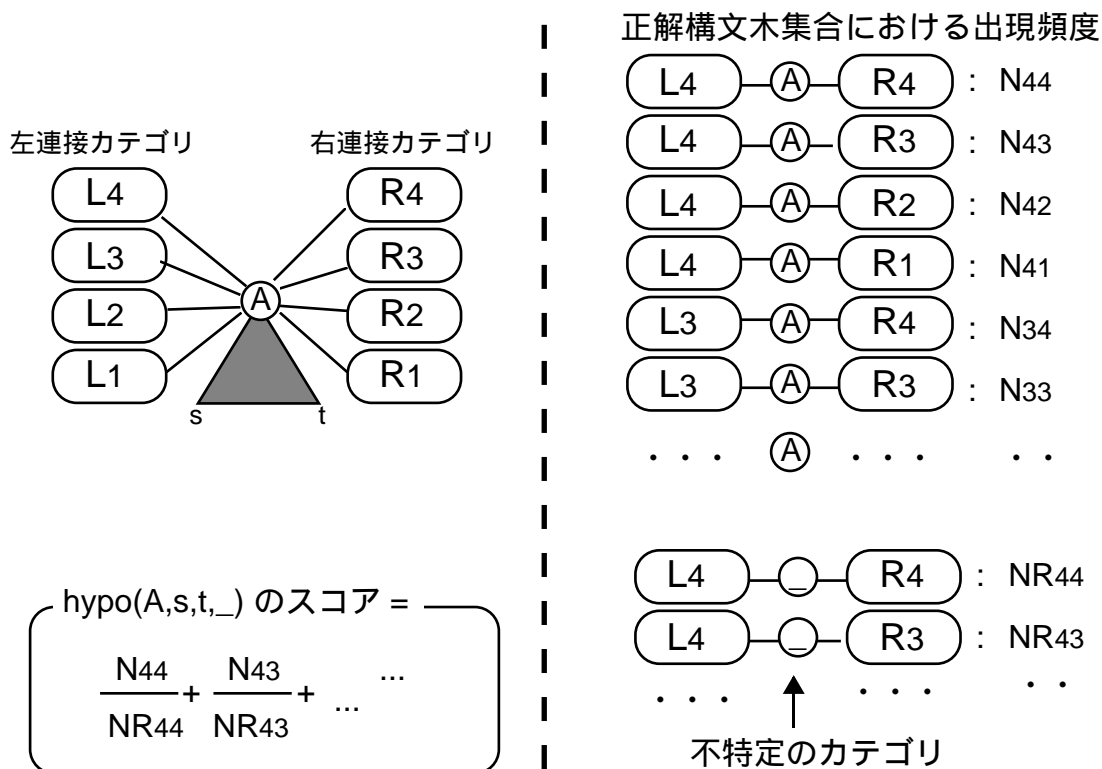 左連接カテゴリ 右連接カテゴリ
L4 R4
L3 R3
A
L2 R2
L1 R1
s t
hypo(A,s,t,_) のスコア =
N44 N43 ...
+ + ...
NR44 NR43
正解構文木集合における出現頻度
L4 A R4 : N44
L4 A R3 : N43
L4 A R2 : N42
L4 A R1 : N41
L3 A R4 : N34
L3 A R3 : N33
・・・ A ・・・ ・・
L4 _ R4 : NR44
L4 _ R3 : NR43
・・・ ・・・ ・・
不特定のカテゴリ